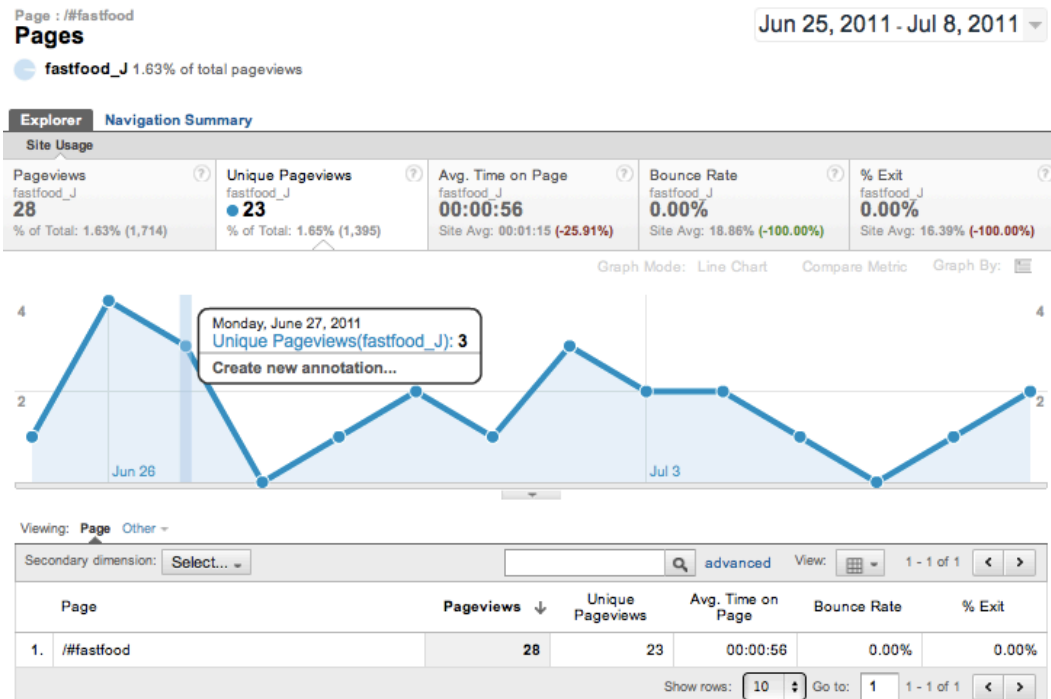 Page : /#fastfood
Pages
Jun 25, 2011 - Jul 8, 2011
fastfood_J 1.63% of total pageviews
Explorer Navigation Summary
Site Usage
Pageviews ? Unique Pageviews ? Avg. Time on Page ? Bounce Rate ? % Exit ?
fastfood_J fastfood_J fastfood_J fastfood_J fastfood_J
28 23 00:00:56 0.00% 0.00%
% of Total: 1.63% (1,714) % of Total: 1.65% (1,395) Site Avg: 00:01:15 (-25.91%) Site Avg: 18.86% (-100.00%) Site Avg: 16.39% (-100.00%)
Graph Mode: Line Chart Compare Metric Graph By:
4 4
Monday, June 27, 2011
Unique Pageviews(fastfood_J): 3
Create new annotation...
2 2
Jun 26 Jul 3
Viewing: Page Other
Secondary dimension: Select... advanced View: 1 - 1 of 1
Page Pageviews Unique Pageviews Avg. Time on Page Bounce Rate % Exit
1. /#fastfood 28 23 00:00:56 0.00% 0.00%
Show rows: 10 Go to: 1 1 - 1 of 1